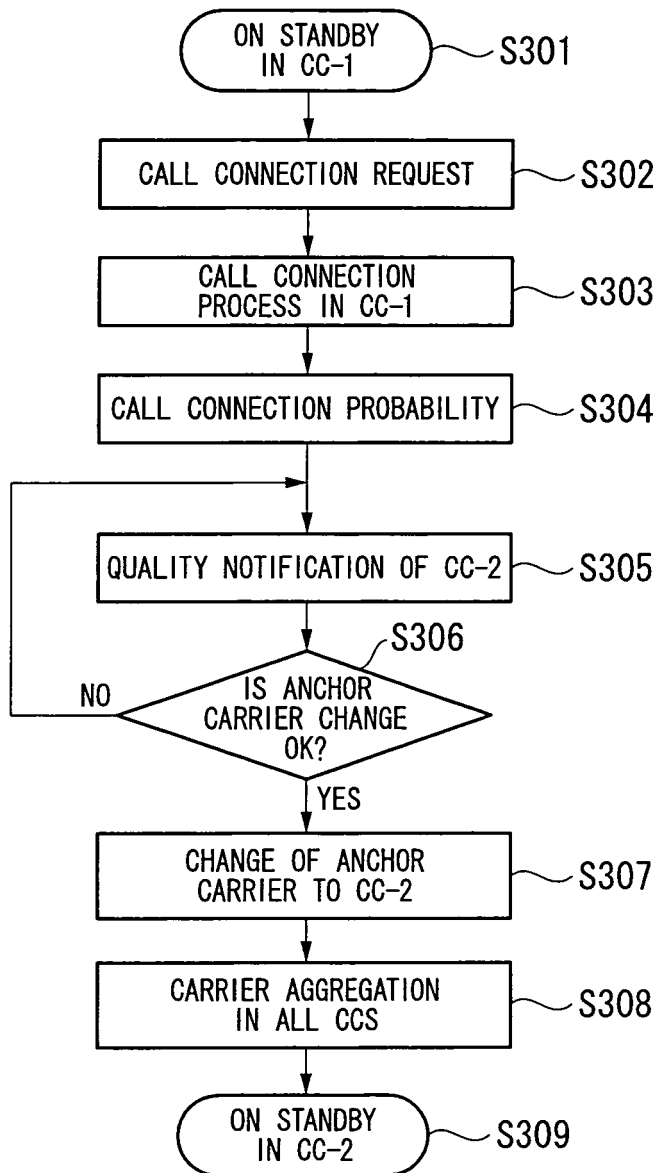 ON STANDBY
IN CC-1
S301
CALL CONNECTION REQUEST
S302
CALL CONNECTION
PROCESS IN CC-1
S303
CALL CONNECTION PROBABILITY
S304
QUALITY NOTIFICATION OF CC-2
S305
S306
IS ANCHOR
CARRIER CHANGE
OK?
NO
YES
CHANGE OF ANCHOR
CARRIER TO CC-2
S307
CARRIER AGGREGATION
IN ALL CCS
S308
ON STANDBY
IN CC-2
S309